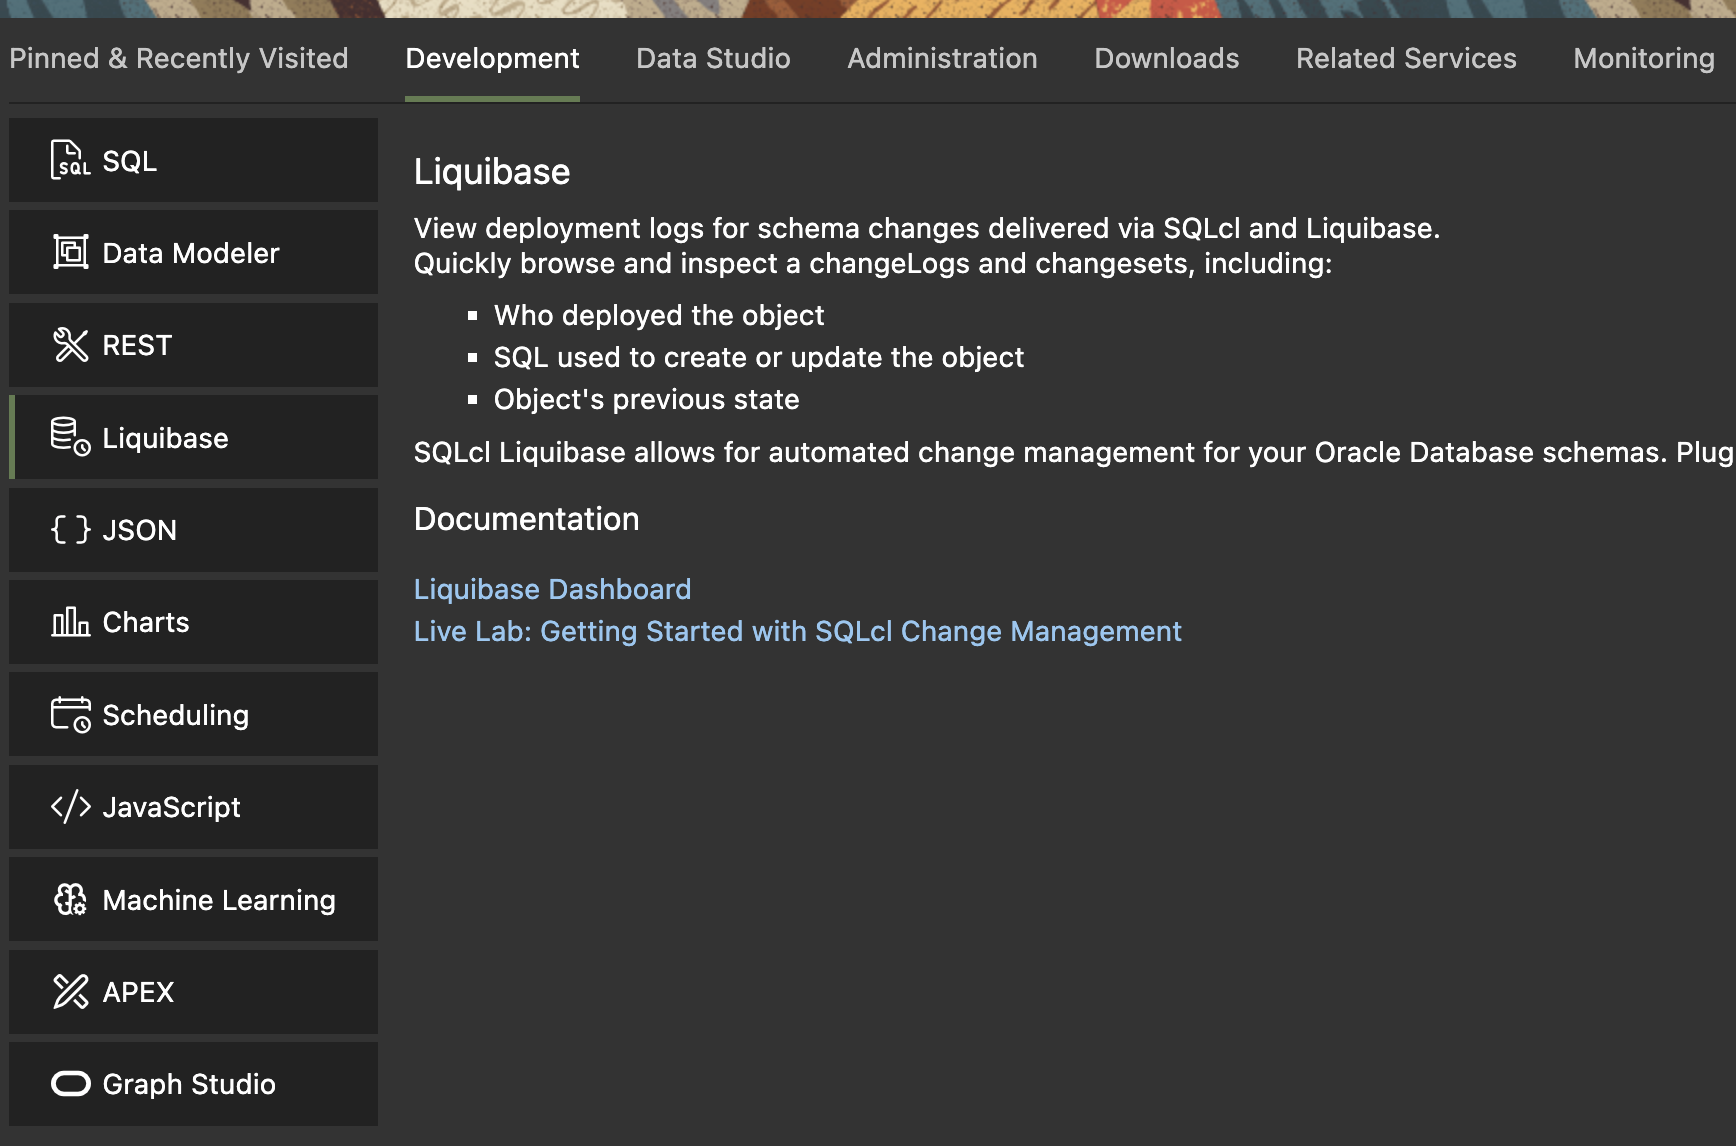 Pinned & Recently Visited
Development
Data Studio
Administration
Downloads
Related Services
Monitoring
SQL
SQL
Data Modeler
REST
Liquibase
JSON
Charts
Scheduling
JavaScript
Machine Learning
APEX
Graph Studio
Liquibase
View deployment logs for schema changes delivered via SQLcl and Liquibase.
Quickly browse and inspect a changeLogs and changesets, including:
Who deployed the object
SQL used to create or update the object
Object's previous state
SQLcl Liquibase allows for automated change management for your Oracle Database schemas. Plug
Documentation
Liquibase Dashboard
Live Lab: Getting Started with SQLcl Change Management